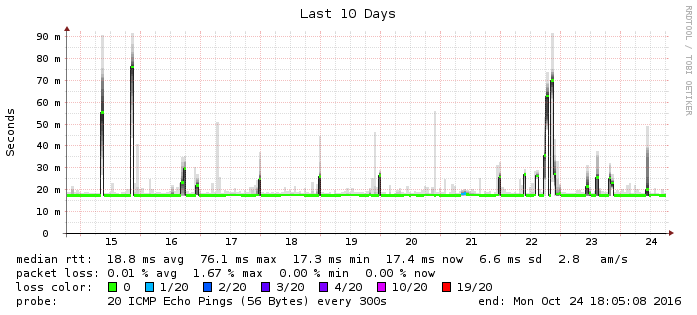 Last 10 Days
RRDTOOL / TOBI OETIKER
Seconds
90 m
80 m
70 m
60 m
50 m
40 m
30 m
20 m
10 m
0
15 16 17 18 19 20 21 22 23 24
median rtt: 18.8 ms avg 76.1 ms max 17.3 ms min 17.4 ms now 6.6 ms sd 2.8 am/s
packet loss: 0.01 % avg 1.67 % max 0.00 % min 0.00 % now
loss color: 0 1/20 2/20 3/20 4/20 10/20 19/20
probe: 20 ICMP Echo Pings (56 Bytes) every 300s end: Mon Oct 24 18:05:08 2016